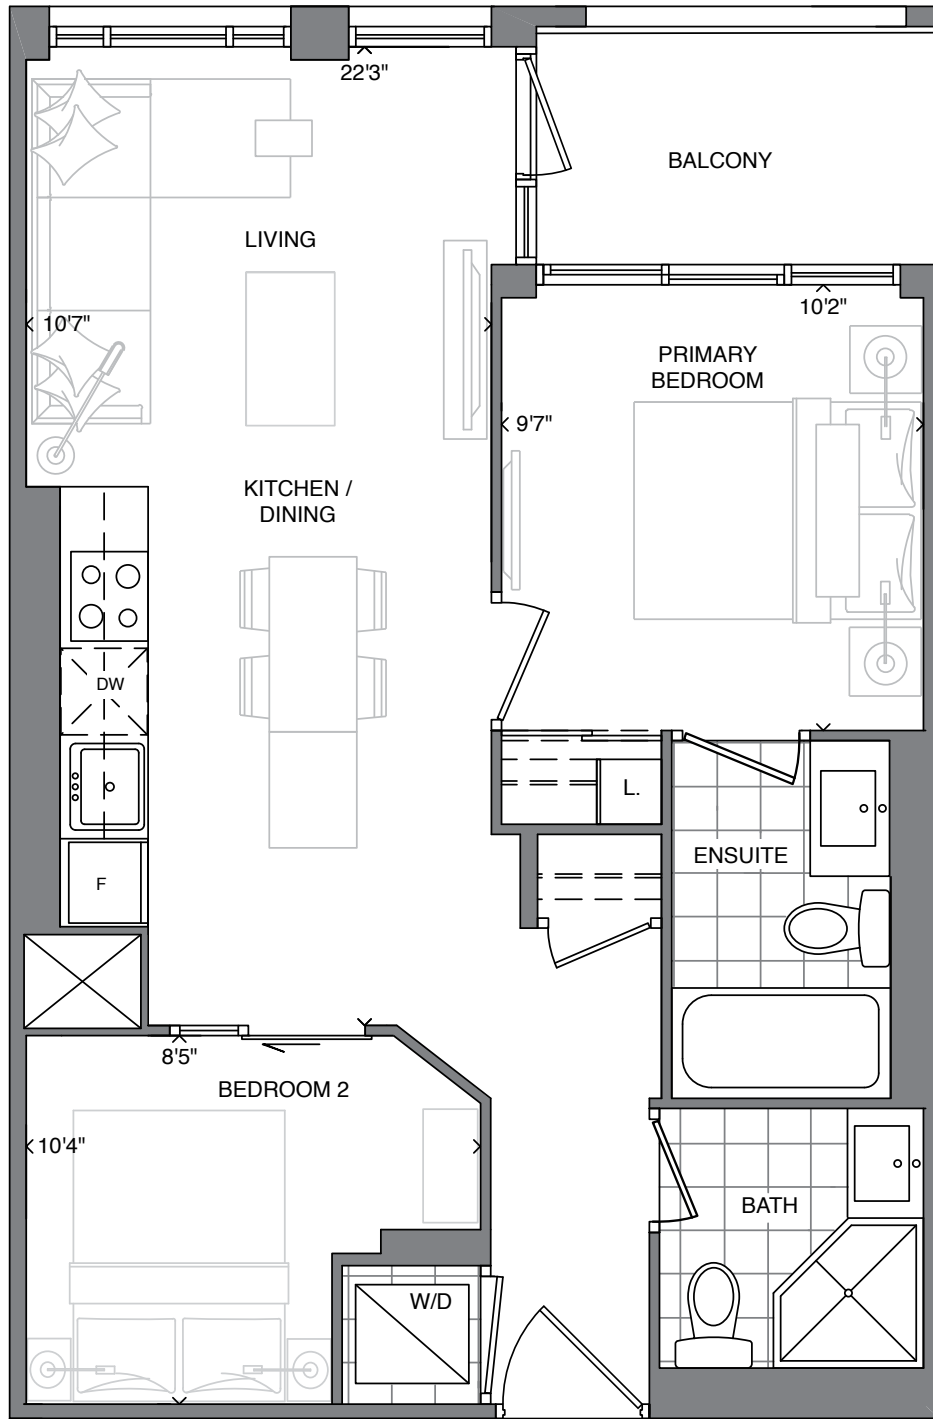 22'3"
BALCONY
LIVING
10'7"
10'2"
PRIMARY
BEDROOM
9'7"
KITCHEN /
DINING
DW
L.
F
ENSUITE
8'5"
BEDROOM 2
10'4"
BATH
W/D